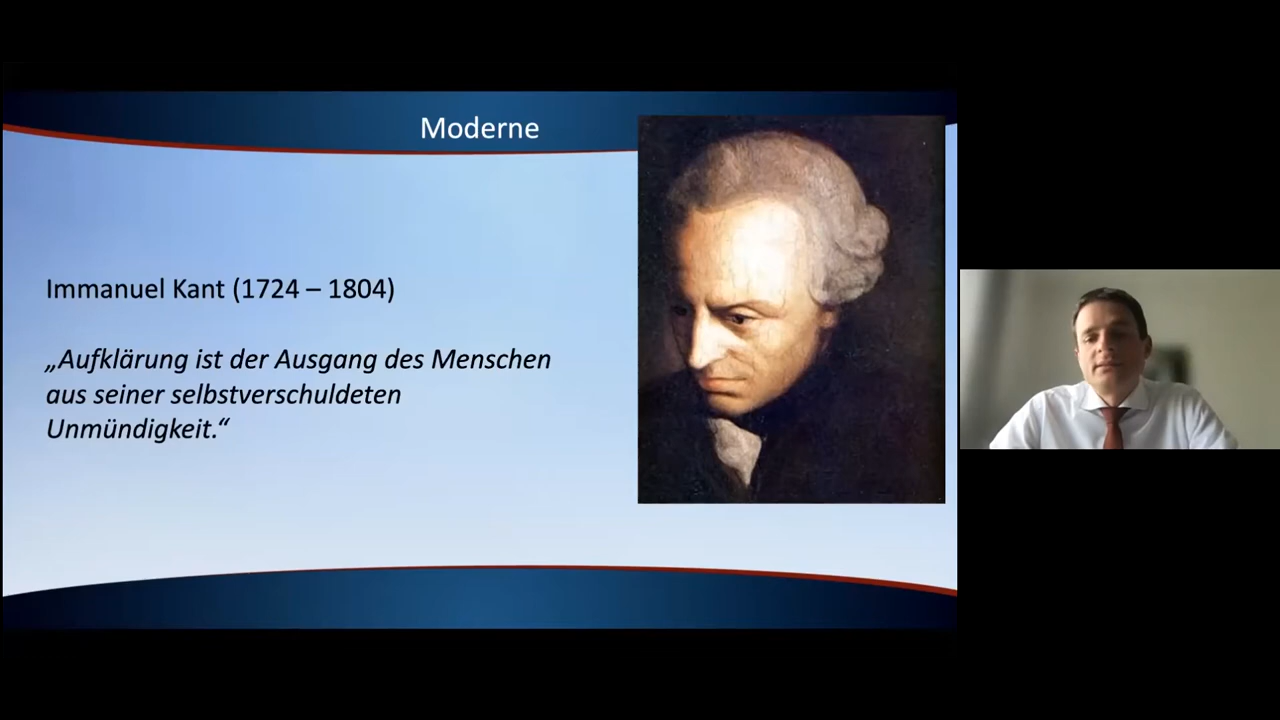 Moderne
Immanuel Kant (1724 – 1804)
„Aufklärung ist der Ausgang des Menschen
aus seiner selbstverschuldeten
Unmündigkeit.“